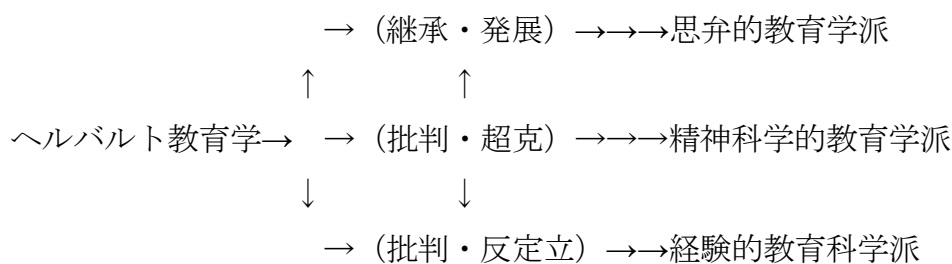 →（継承・発展）→→→思弁的教育学派
↑ ↑
ヘルバルト教育学→ →（批判・超克）→→→精神科学的教育学派
↓ ↓
→（批判・反定立）→→経験的教育科学派